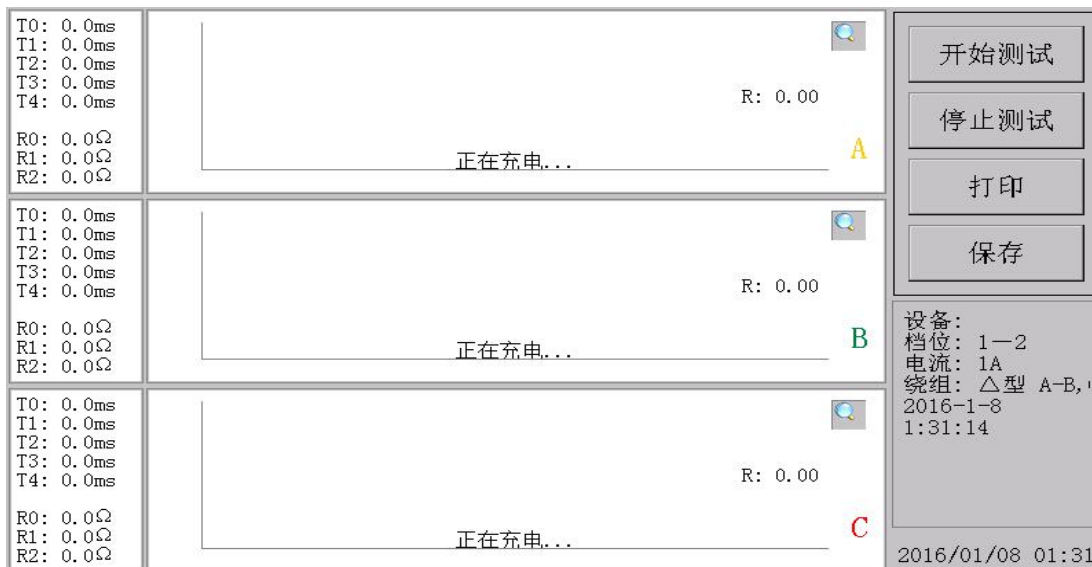 T0: 0.0ms
T1: 0.0ms
T2: 0.0ms
T3: 0.0ms
T4: 0.0ms
R0: 0.0Ω
R1: 0.0Ω
R2: 0.0Ω
R: 0.00
A
正在充电...
T0: 0.0ms
T1: 0.0ms
T2: 0.0ms
T3: 0.0ms
T4: 0.0ms
R0: 0.0Ω
R1: 0.0Ω
R2: 0.0Ω
R: 0.00
B
正在充电...
T0: 0.0ms
T1: 0.0ms
T2: 0.0ms
T3: 0.0ms
T4: 0.0ms
R0: 0.0Ω
R1: 0.0Ω
R2: 0.0Ω
R: 0.00
C
正在充电...
开始测试
停止测试
打印
保存
设备:
档位: 1—2
电流: 1A
绕组: △型 A-B,
2016-1-8
1:31:14
2016/01/08 01:31